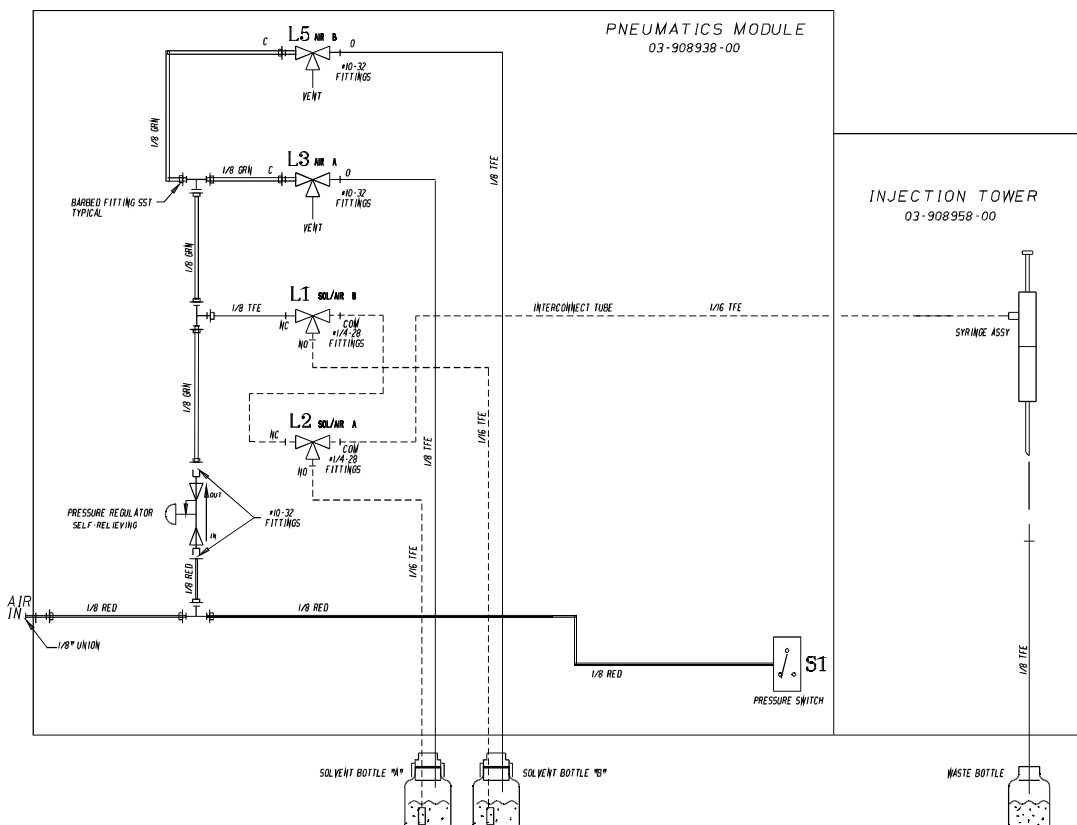 PNEUMATICS MODULE
03-908938-00
L5 AIR B
C
O
#10-32
FITTINGS
VENT
1/8 GRN
1/8 TFE
L3 AIR A
1/8 GRN
C
O
#10-32
FITTINGS
VENT
BARBED FITTING SST
TYPICAL
INJECTION TOWER
03-908958-00
1/8 GRN
L1 SOL/AIR B
1/8 TFE
NC
COM
#1/4-28
FITTINGS
NO
INTERCONNECT TUBE
1/16 TFE
SYRINGE ASSY
1/8 GRN
L2 SOL/AIR A
NC
COM
#1/4-28
FITTINGS
NO
1/16 TFE
1/8 TFE
OUT
PRESSURE REGULATOR
SELF-RELIEVING
#10-32
FITTINGS
IN
1/16 TFE
1/8 RED
AIR
IN
1/8 RED
1/8 RED
1/8" UNION
1/8 RED
S1
PRESSURE SWITCH
1/8 TFE
SOLVENT BOTTLE "A"
SOLVENT BOTTLE "B"
WASTE BOTTLE